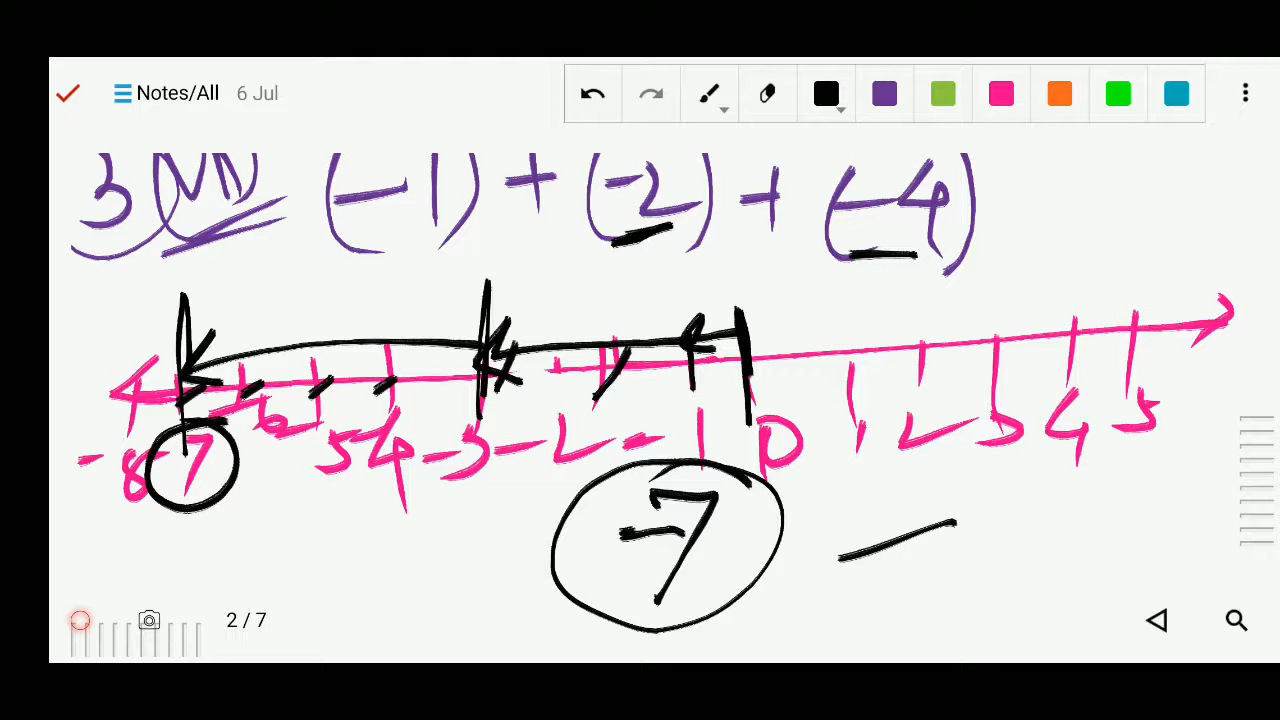 Notes/All 6 Jul
3 (-1) + (-2) + (-4)
-8 7 6 5 -4 -3 -2 -1 0 1 2 3 4 5
-7
2 / 7